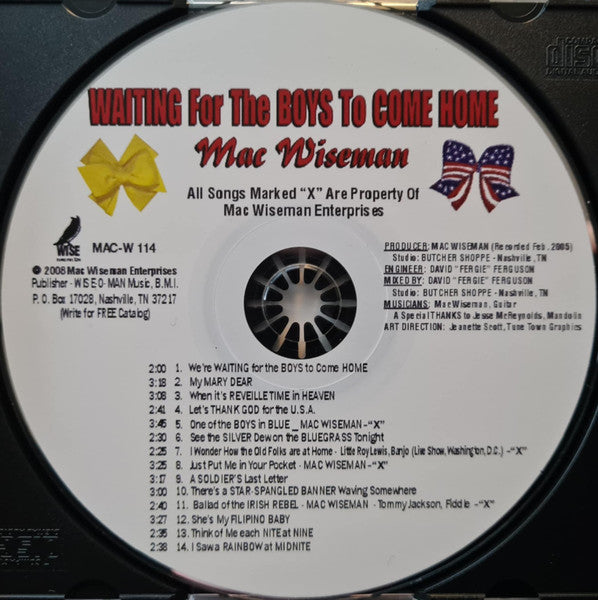 COMPACT
disc
DIGITAL AUDIO
WAITING For The BOYS To COME HOME
Mac Wiseman
All Songs Marked “X” Are Property Of
Mac Wiseman Enterprises
WISE
MAC-W 114
© 2008 Mac Wiseman Enterprises
Publisher - W I S E O - MAN Music, B.M.I.
P. O. Box 17028, Nashville, TN 37217
(Write for FREE Catalog)
PRODUCER: MAC WISEMAN (Recorded Feb. 2005)
Studio: BUTCHER SHOPPE - Nashville, TN
ENGINEER: DAVID "FERGIE" FERGUSON
MIXED BY: DAVID "FERGIE" FERGUSON
Studio: BUTCHER SHOPPE - Nashville, TN
MUSICIANS: Mac Wiseman, Guitar
A Special THANKS to Jesse McReynolds, Mandolin
ART DIRECTION: Jeanette Scott, Tune Town Graphics
2:00 1. We're WAITING for the BOYS to Come HOME
3:18 2. My MARY DEAR
3:08 3. When it's REVEILLE TIME in HEAVEN
2:41 4. Let's THANK GOD for the U.S.A.
3:45 5. One of the BOYS in BLUE _ MAC WISEMAN -“X”
2:30 6. See the SILVER Dew on the BLUEGRASS Tonight
2:25 7. I Wonder How the Old Folks are at Home - Little Roy Lewis, Banjo (Live Show, Washington, D.C.) -“X”
2:25 8. Just Put Me in Your Pocket - MAC WISEMAN -“X”
3:17 9. A SOLDIER'S Last Letter
3:00 10. There's a STAR-SPANGLED BANNER Waving Somewhere
2:40 11. Ballad of the IRISH REBEL - MAC WISEMAN - Tommy Jackson, Fiddle -“X”
3:27 12. She's My FILIPINO BABY
2:35 13. Think of Me each NITE at NINE
2:38 14. I Saw a RAINBOW at MIDNITE